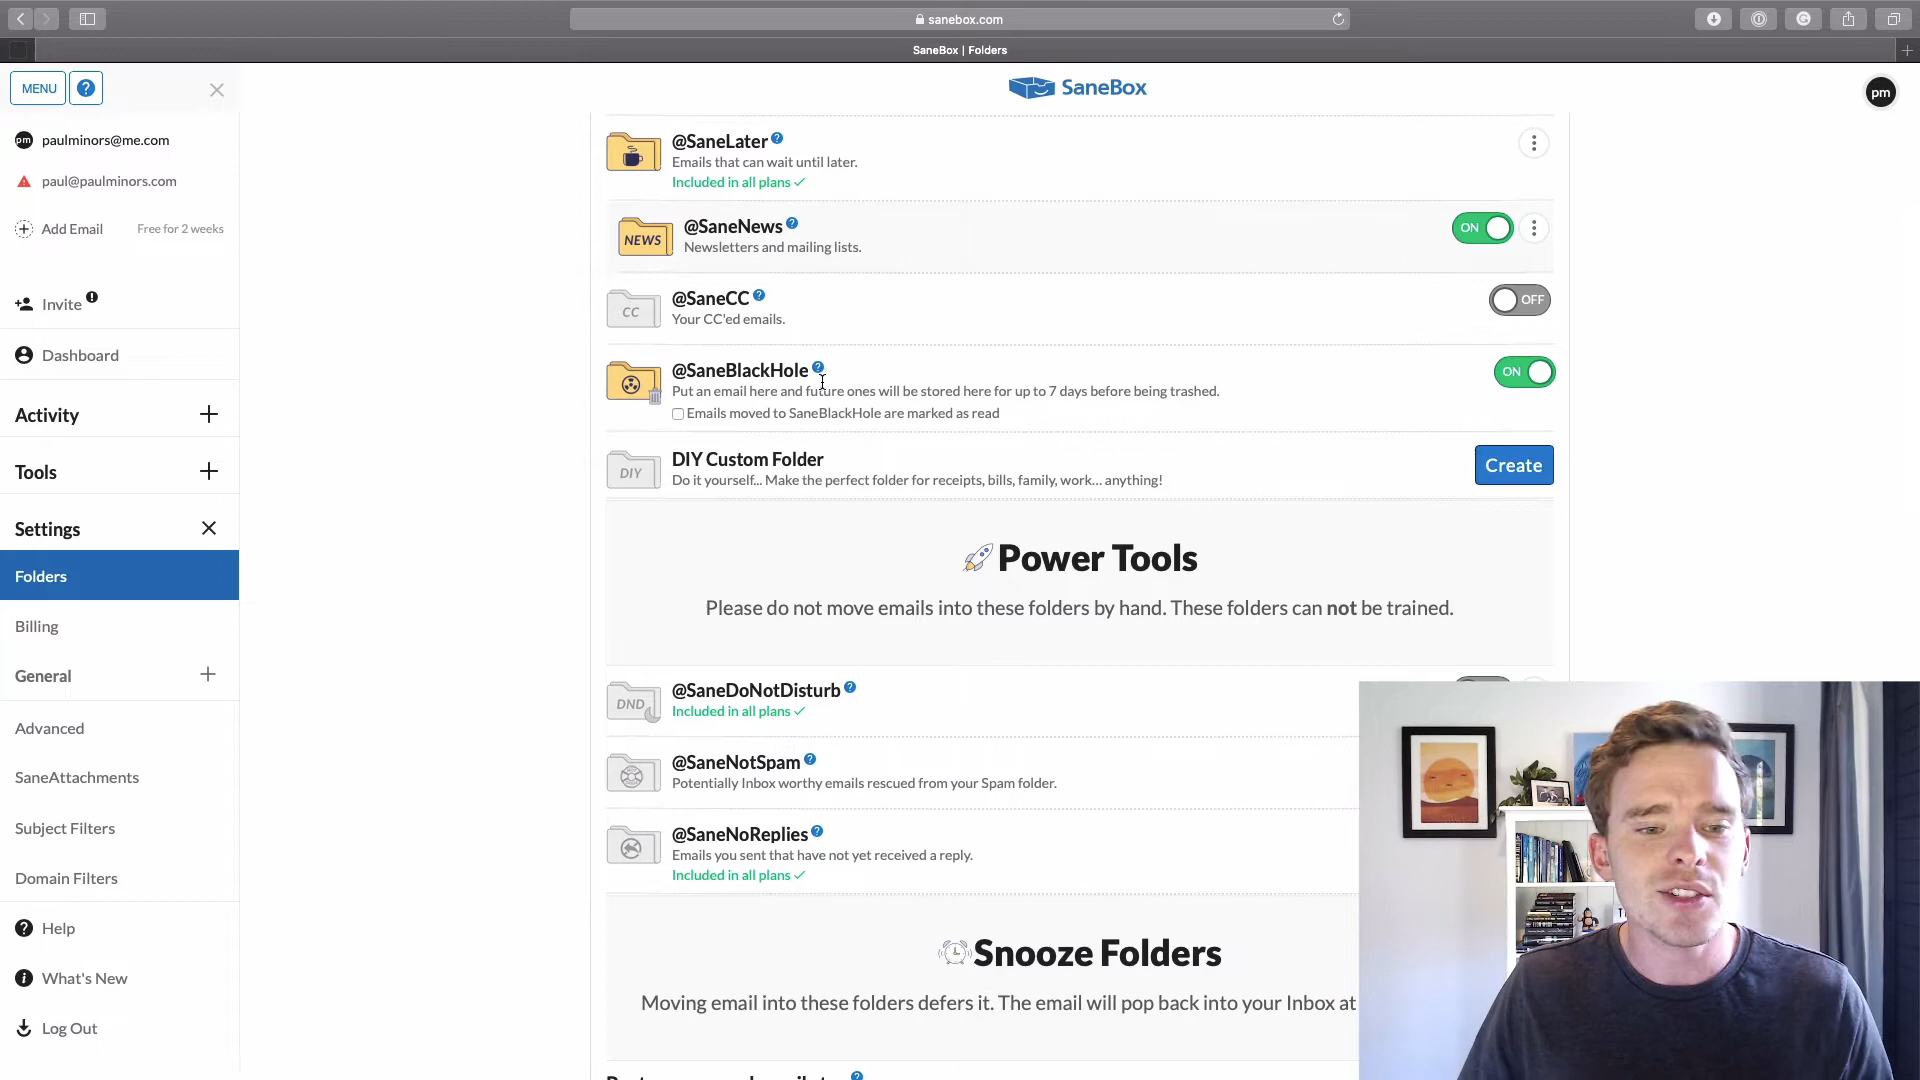 sanebox.com
SaneBox | Folders
MENU
?
SaneBox
pm
pm paulminors@me.com
paul@paulminors.com
Add Email Free for 2 weeks
Invite
Dashboard
Activity
Tools
Settings
Folders
Billing
General
Advanced
SaneAttachments
Subject Filters
Domain Filters
Help
What's New
Log Out
@SaneLater ?
Emails that can wait until later.
Included in all plans ✓
NEWS
@SaneNews ?
Newsletters and mailing lists.
ON
CC
@SaneCC ?
Your CC'ed emails.
OFF
@SaneBlackHole ?
Put an email here and future ones will be stored here for up to 7 days before being trashed.
Emails moved to SaneBlackHole are marked as read
ON
DIY
DIY Custom Folder
Do it yourself... Make the perfect folder for receipts, bills, family, work... anything!
Create
Power Tools
Please do not move emails into these folders by hand. These folders can not be trained.
DND
@SaneDoNotDisturb ?
Included in all plans ✓
@SaneNotSpam ?
Potentially Inbox worthy emails rescued from your Spam folder.
@SaneNoReplies ?
Emails you sent that have not yet received a reply.
Included in all plans ✓
Snooze Folders
Moving email into these folders defers it. The email will pop back into your Inbox at